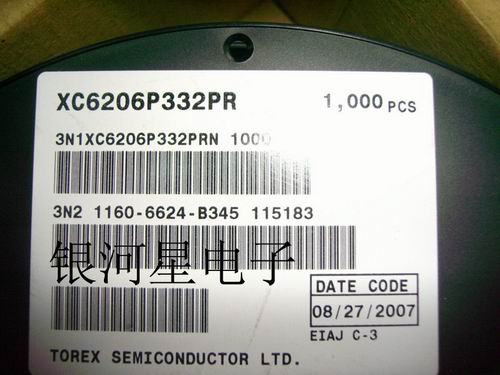 XC6206P332PR 1,000 PCS
3N1XC6206P332PRN 1000
3N2 1160-6624-B345 115183
银河星电子
DATE CODE
08/27/2007
EIAJ C-3
TOREX SEMICONDUCTOR LTD.